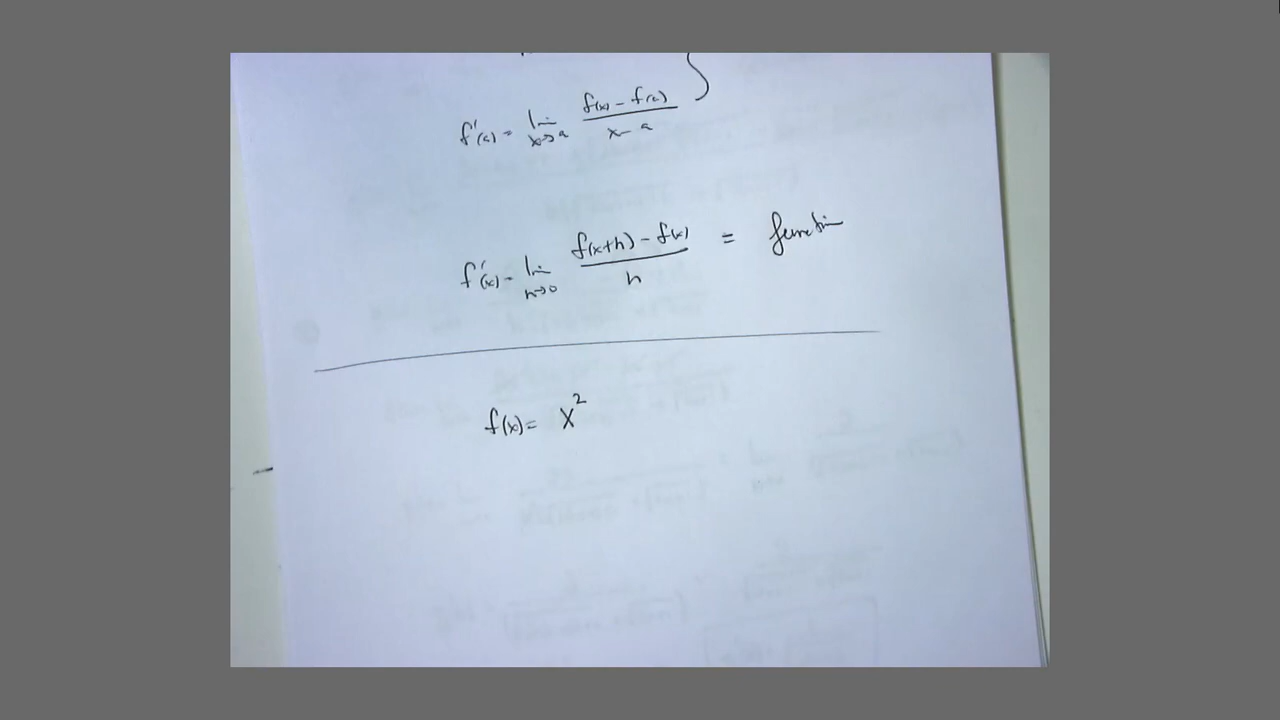 f'(a) = lim x→a f(x) - f(a) / x - a
f'(x) = lim h→0 f(x+h) - f(x) / h = function
f(x) = x²